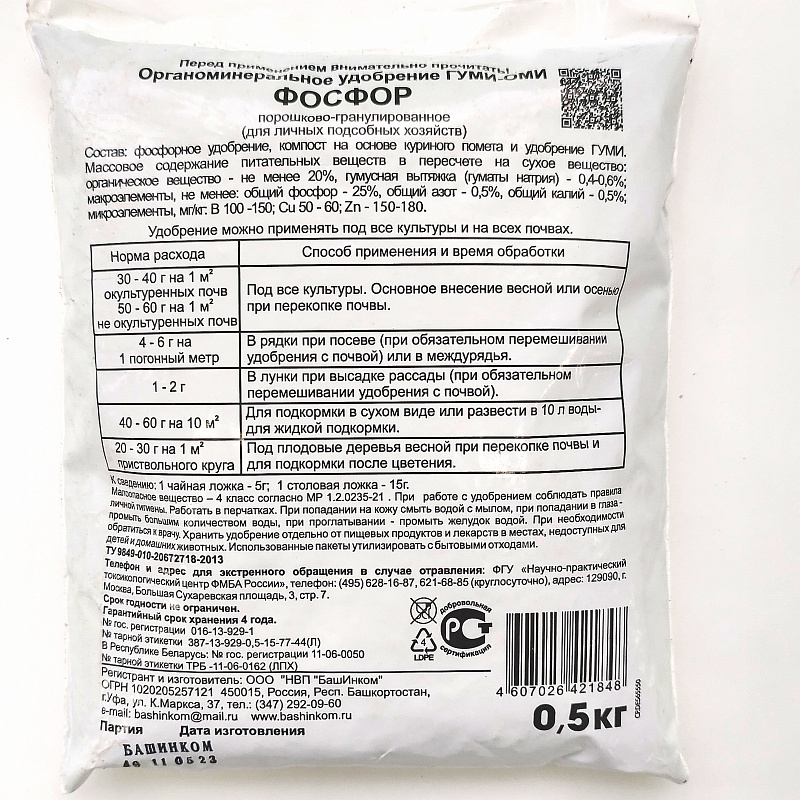 Перед применением внимательно прочитать!
Органоминеральное удобрение ГУМИ-ОМИ
ФОСФОР
порошково-гранулированное
(для личных подсобных хозяйств)
Состав: фосфорное удобрение, компост на основе куриного помета и удобрение ГУМИ.
Массовое содержание питательных веществ в пересчете на сухое вещество:
органическое вещество - не менее 20%, гумусная вытяжка (гуматы натрия) - 0,4-0,6%;
макроэлементы, не менее: общий фосфор - 25%, общий азот - 0,5%, общий калий - 0,5%;
микроэлементы, мг/кг: B 100 -150; Cu 50 - 60; Zn - 150-180.
Удобрение можно применять под все культуры и на всех почвах.
Норма расхода
Способ применения и время обработки
30 - 40 г на 1 м²
окультуренных почв
50 - 60 г на 1 м²
не окультуренных почв
Под все культуры. Основное внесение весной или осенью
при перекопке почвы.
4 - 6 г на
1 погонный метр
В рядки при посеве (при обязательном перемешивании
удобрения с почвой) или в междурядья.
1 - 2 г
В лунки при высадке рассады (при обязательном
перемешивании удобрения с почвой).
40 - 60 г на 10 м²
Для подкормки в сухом виде или развести в 10 л воды-
для жидкой подкормки.
20 - 30 г на 1 м²
приствольного круга
Под плодовые деревья весной при перекопке почвы и
для подкормки после цветения.
К сведению: 1 чайная ложка - 5г; 1 столовая ложка - 15г.
Малоопасное вещество – 4 класс согласно МР 1.2.0235-21 . При работе с удобрением соблюдать правила
личной гигиены. Работать в перчатках. При попадании на кожу смыть водой с мылом, при попадании в глаза-
промыть большим количеством воды, при проглатывании - промыть желудок водой. При необходимости
обратиться к врачу. Хранить удобрение отдельно от пищевых продуктов и лекарств в местах, недоступных для
детей и домашних животных. Использованные пакеты утилизировать с бытовыми отходами.
ТУ 9849-010-20672718-2013
Телефон и адрес для экстренного обращения в случае отравления: ФГУ «Научно-практический
токсикологический центр ФМБА России», телефон: (495) 628-16-87, 621-68-85 (круглосуточно), адрес: 129090, г.
Москва, Большая Сухаревская площадь, 3, стр. 7.
Срок годности не ограничен.
Гарантийный срок хранения 4 года.
№ гос. регистрации 016-13-929-1
№ тарной этикетки 387-13-929-0,5-15-77-44(Л)
В Республике Беларусь: № гос. регистрации 11-06-0050
№ тарной этикетки ТРБ -11-06-0162 (ЛПХ)
4
LDPE
добровольная
РСТ
сертификация
Регистрант и изготовитель: ООО "НВП "БашИнком"
ОГРН 1020205257121 450015, Россия, Респ. Башкортостан,
г.Уфа, ул. К.Маркса, 37, тел.: (347) 292-09-60
e-mail: bashinkom@mail.ru www.bashinkom.ru
4 607026 421848
0,5кг
Партия Дата изготовления
БАШИНКОМ